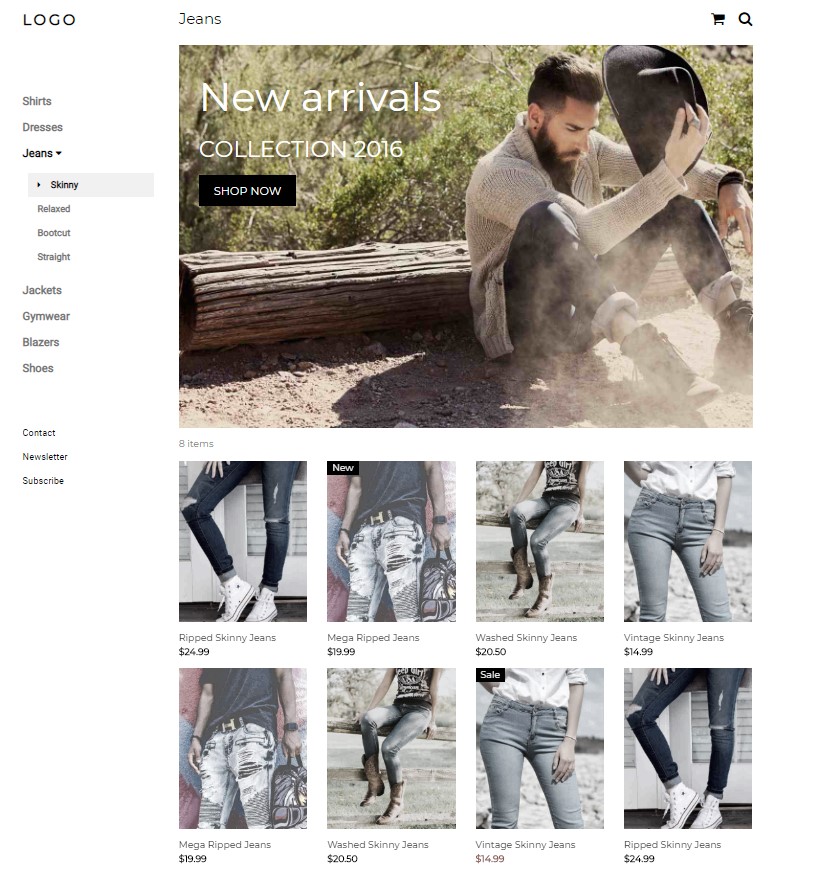 LOGO
Jeans
Shirts
Dresses
Jeans
Skinny
Relaxed
Bootcut
Straight
Jackets
Gymwear
Blazers
Shoes
Contact
Newsletter
Subscribe
New arrivals
COLLECTION 2016
SHOP NOW
8 items
New
Ripped Skinny Jeans
$24.99
Mega Ripped Jeans
$19.99
Washed Skinny Jeans
$20.50
Vintage Skinny Jeans
$14.99
Sale
Mega Ripped Jeans
$19.99
Washed Skinny Jeans
$20.50
Vintage Skinny Jeans
$14.99
Ripped Skinny Jeans
$24.99